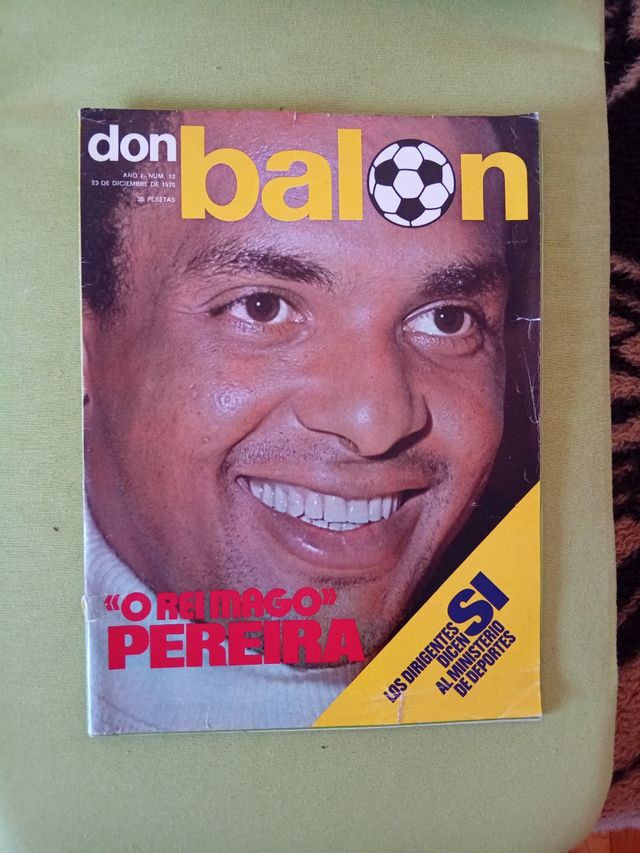 don balon
AÑO I - NUM. 12
23 DE DICIEMBRE DE 1975
35 PESETAS
«O REI MAGO»
PEREIRA
LOS DIRIGENTES
DICEN SI
AL MINISTERIO
DE DEPORTES